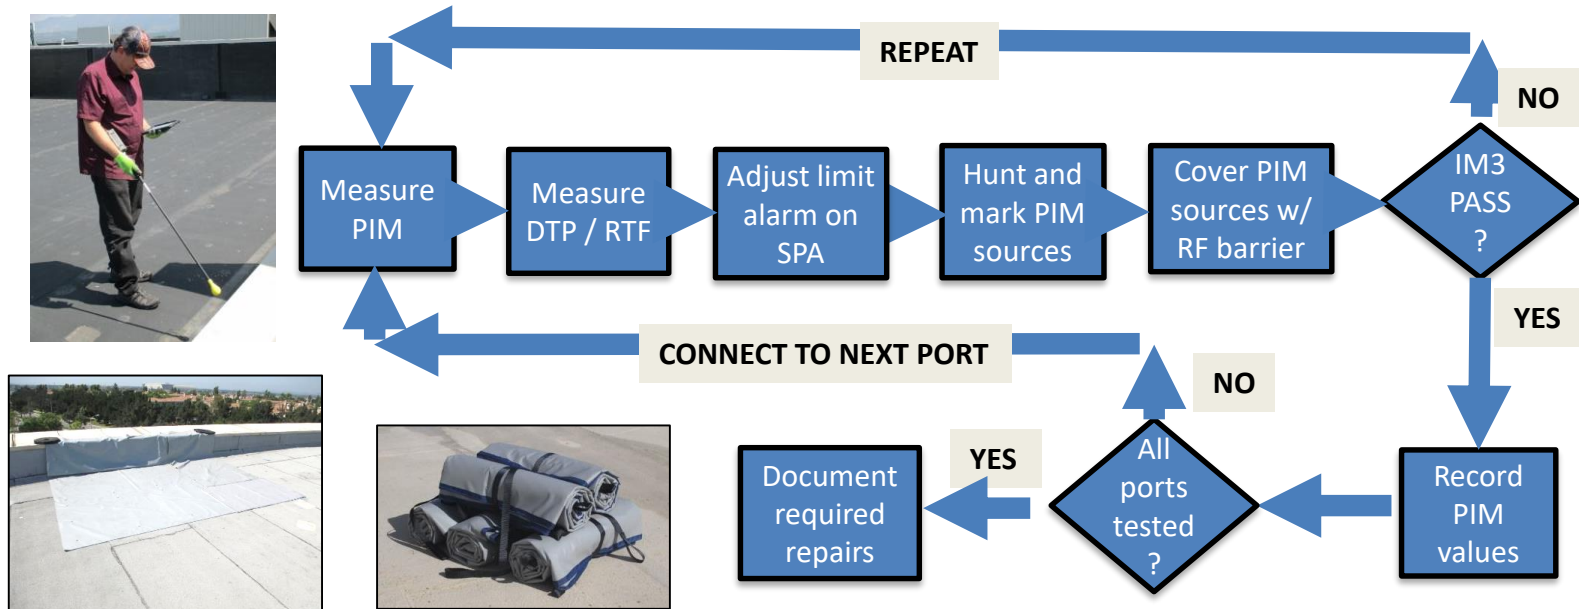 REPEAT
NO
Measure
PIM
Measure
DTP / RTF
Adjust limit
alarm on
SPA
Hunt and
mark PIM
sources
Cover PIM
sources w/
RF barrier
IM3
PASS
?
YES
CONNECT TO NEXT PORT
NO
YES
Document
required
repairs
All
ports
tested
?
Record
PIM
values